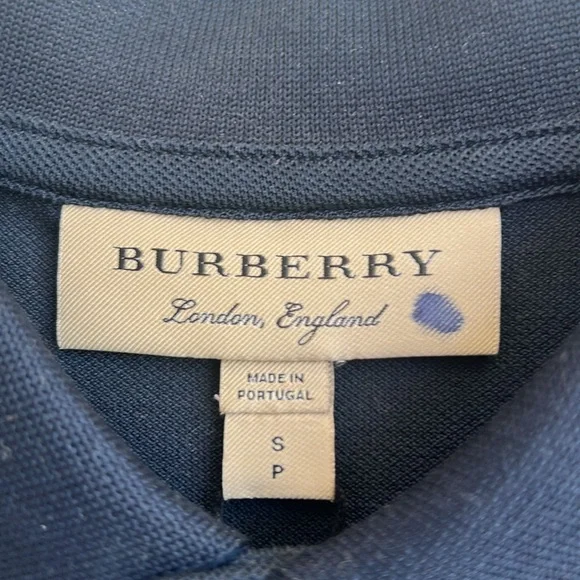 BURBERRY
London, England
MADE IN
PORTUGAL
S
P